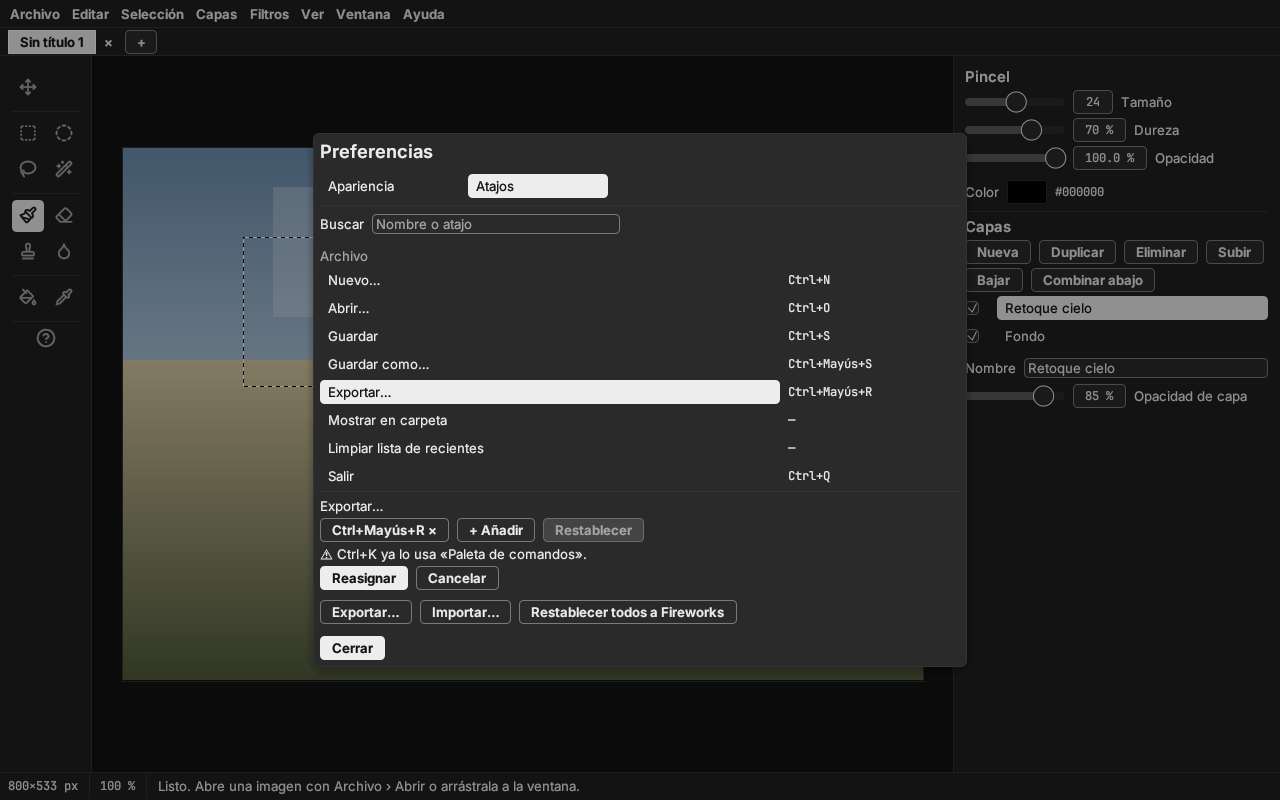 Archivo Editar Selección Capas Filtros Ver Ventana Ayuda
Sin título 1 × +
Pincel
24 Tamaño
70 % Dureza
100.0 % Opacidad
Color #000000
Capas
Nueva Duplicar Eliminar Subir
Bajar Combinar abajo
Retoque cielo
Fondo
Nombre Retoque cielo
85 % Opacidad de capa
Preferencias
Apariencia Atajos
Buscar Nombre o atajo
Archivo
Nuevo... Ctrl+N
Abrir... Ctrl+O
Guardar Ctrl+S
Guardar como... Ctrl+Mayús+S
Exportar... Ctrl+Mayús+R
Mostrar en carpeta —
Limpiar lista de recientes —
Salir Ctrl+Q
Exportar...
Ctrl+Mayús+R × + Añadir Restablecer
⚠ Ctrl+K ya lo usa «Paleta de comandos».
Reasignar Cancelar
Exportar... Importar... Restablecer todos a Fireworks
Cerrar
800×533 px 100 % Listo. Abre una imagen con Archivo › Abrir o arrástrala a la ventana.